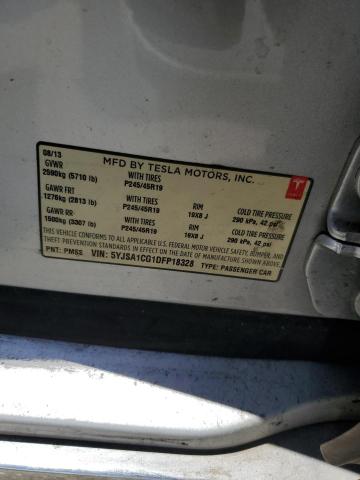 MFD BY TESLA MOTORS, INC.
08/13
GVWR
2590kg (5710 lb)
WITH TIRES
P245/45R19
GAWR FRT
1276kg (2813 lb)
WITH TIRES
P245/45R19
RIM
19X8 J
COLD TIRE PRESSURE
290 kPa, 42 psi
GAWR RR
1500kg (3307 lb)
WITH TIRES
P245/45R19
RIM
19X8 J
COLD TIRE PRESSURE
290 kPa, 42 psi
THIS VEHICLE CONFORMS TO ALL APPLICABLE U.S. FEDERAL MOTOR VEHICLE SAFETY, BUMPER, AND
THEFT PREVENTION STANDARDS IN EFFECT ON THE DATE OF MANUFACTURE SHOWN ABOVE.
PNT: PMSS VIN: 5YJSA1CG1DFP18328 TYPE: PASSENGER CAR